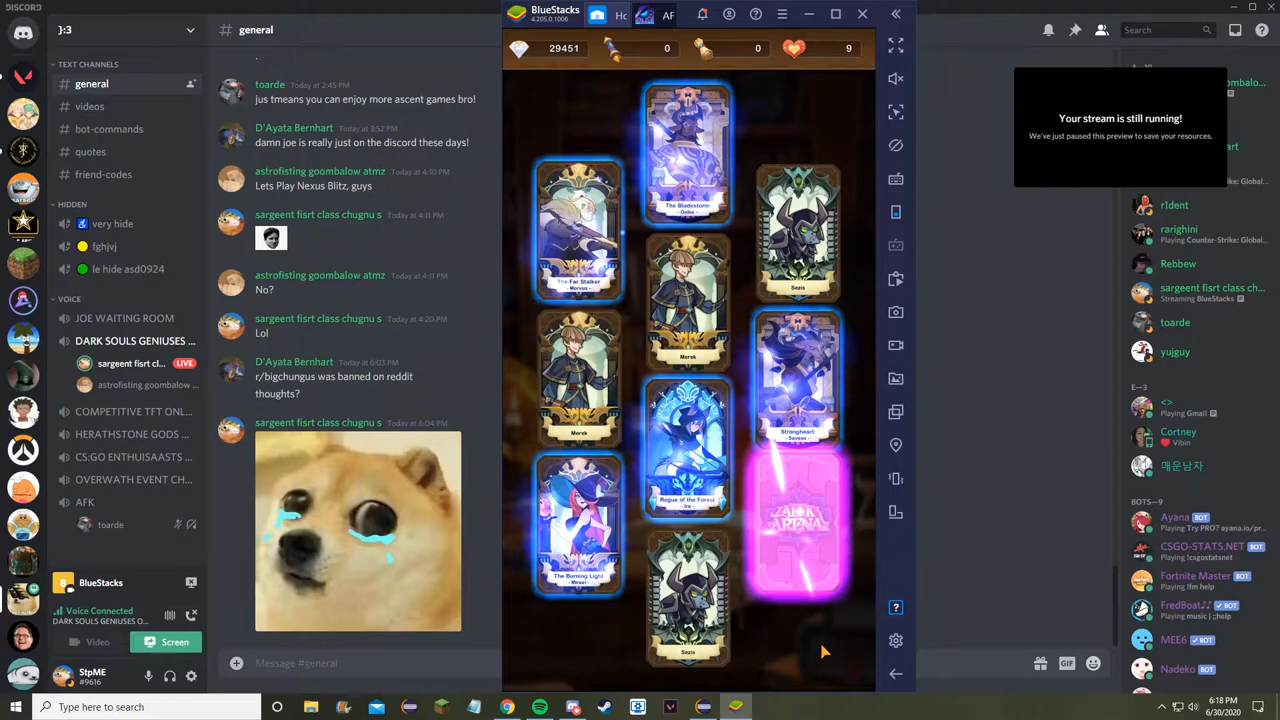 DISCORD
]:3
TEXT CHANNELS
# general
# videos
# bot-commands
# quotes
# friend-codes
HIDDEN
very hide
fghjvj
le hide asd0924
VOICE
JOE WAITING ROOM
DARK SOULS GENIUSES ...
sargeent fisrt cl... LIVE
astrofisting goombalow ...
COMPETITIVE TFT ONL...
AFK
toarde
BlueStacks
Voice Connected
DARK SOULS GENIUSES O...
Video
Screen
StpME
#9616
# general
toarde Today at 2:45 PM
jus tmeans you can enjoy more ascent games bro!
D'Ayata Bernhart Today at 3:52 PM
damn joe is really just on the discord these days!
astrofisting goombalow atmz Today at 4:10 PM
Lets Play Nexus Blitz, guys
sargeent fisrt class chugnu s Today at 4:11 PM
astrofisting goombalow atmz Today at 4:11 PM
No?
sargeent fisrt class chugnu s Today at 4:20 PM
Lol
D'Ayata Bernhart Today at 6:03 PM
r/bigchungus was banned on reddit
thoughts?
sargeent fisrt class chugnu s Today at 6:04 PM
Message #general
BlueStacks
4.205.0.1006
Hc
AF
29451
0
0
9
The Bladestorm
- Golus -
The Far Stalker
Sezis
Merek
Merek
Strongheart
Rogue of the Forest
- Ira -
AFK
ARENA
The Burning Light
- Mirael -
Sezis
Search
Your stream is still running!
We've just paused this preview to save your resources.
r1dent
rarighini
Playing Counter-Strike: Global...
Rebbew
sargeent fisrt class ch...
Streaming BlueStacks
toarde
yujguy
E—3
<>
Playing Gmail
Cortney
Vibin
매운남자
BOTS—9
Ayana BOT
Try PRO? ayana.io/pr...
CSGO-STATS.NET BOT
Playing !csgostatsnet
Fortnite Master BOT
Playing !fm help
FredBoat♪♪ BOT
Playing music | ;;help
MEE6 BOT
Nadeko BOT
GIF
Type here to search
6:18 PM
6/30/2020